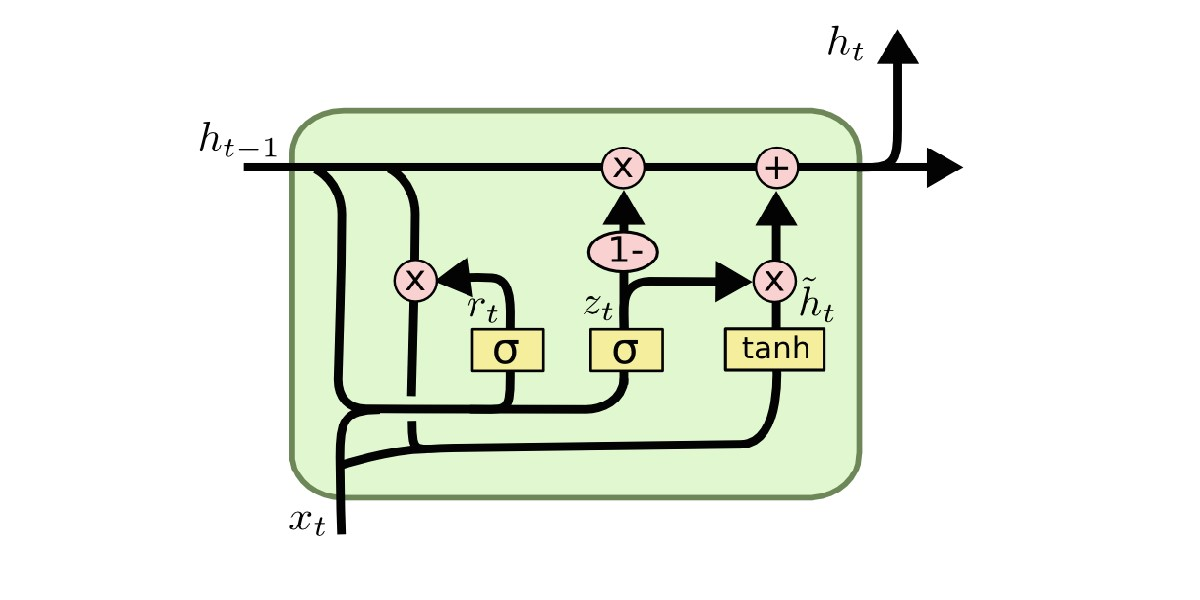 h_t
h_{t-1}
x
+
1-
x
x
r_t
z_t
h̃_t
σ
σ
tanh
x_t